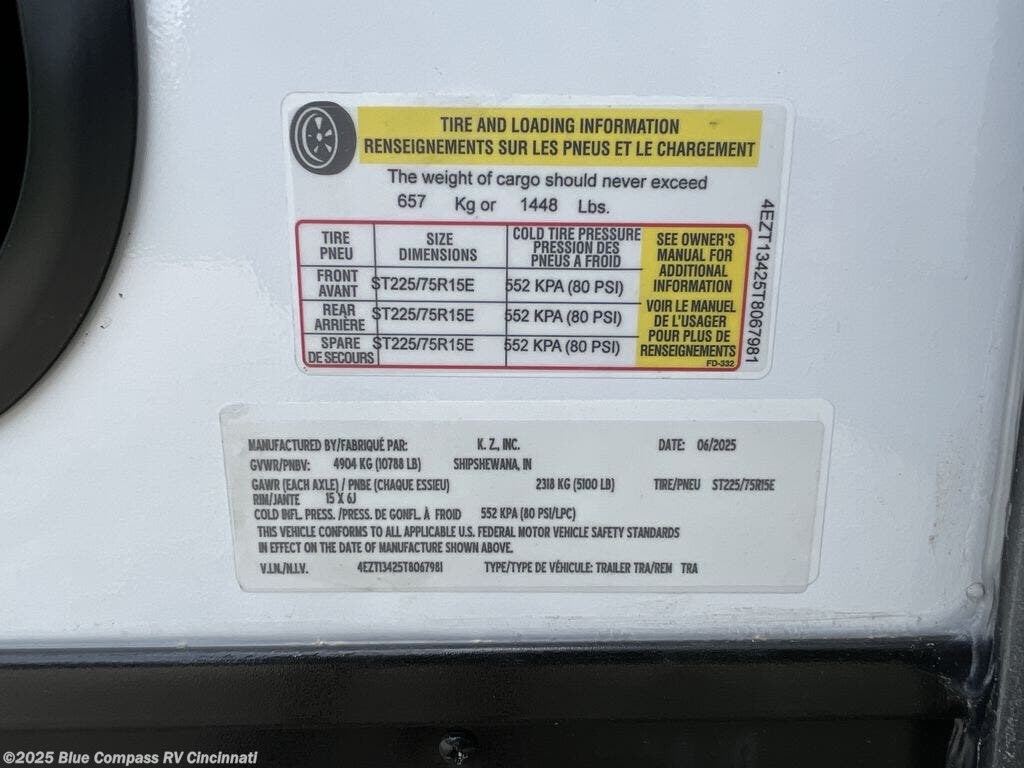 TIRE AND LOADING INFORMATION
RENSEIGNEMENTS SUR LES PNEUS ET LE CHARGEMENT
The weight of cargo should never exceed
657 Kg or 1448 Lbs.
TIRE PNEU SIZE DIMENSIONS COLD TIRE PRESSURE PRESSION DES PNEUS A FROID
FRONT AVANT ST225/75R15E 552 KPA (80 PSI)
REAR ARRIÈRE ST225/75R15E 552 KPA (80 PSI)
SPARE DE SECOURS ST225/75R15E 552 KPA (80 PSI)
SEE OWNER'S
MANUAL FOR
ADDITIONAL
INFORMATION
VOIR LE MANUEL
DE L'USAGER
POUR PLUS DE
RENSEIGNEMENTS
FD-332
4EZT13425T8067981
MANUFACTURED BY/FABRIQUÉ PAR: K. Z., INC. DATE: 06/2025
GVWR/PNBV: 4904 KG (10788 LB) SHIPSHEWANA, IN
GAWR (EACH AXLE) / PNBE (CHAQUE ESSIEU) 2318 KG (5100 LB) TIRE/PNEU ST225/75R15E
RIM/JANTE 15 X 6J
COLD INFL. PRESS. /PRESS. DE GONFL. À FROID 552 KPA (80 PSI/LPC)
THIS VEHICLE CONFORMS TO ALL APPLICABLE U.S. FEDERAL MOTOR VEHICLE SAFETY STANDARDS
IN EFFECT ON THE DATE OF MANUFACTURE SHOWN ABOVE.
V.I.N./N.I.V. 4EZT13425T8067981 TYPE/TYPE DE VÉHICULE: TRAILER TRA/REM TRA
©2025 Blue Compass RV Cincinnati